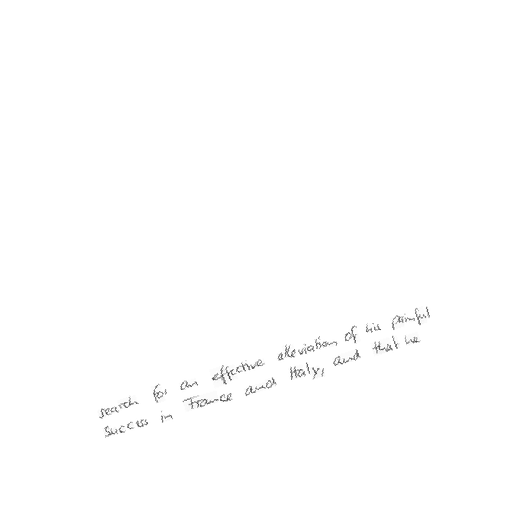 search for an effective alleviation of his painful
success in France and Italy, and that he